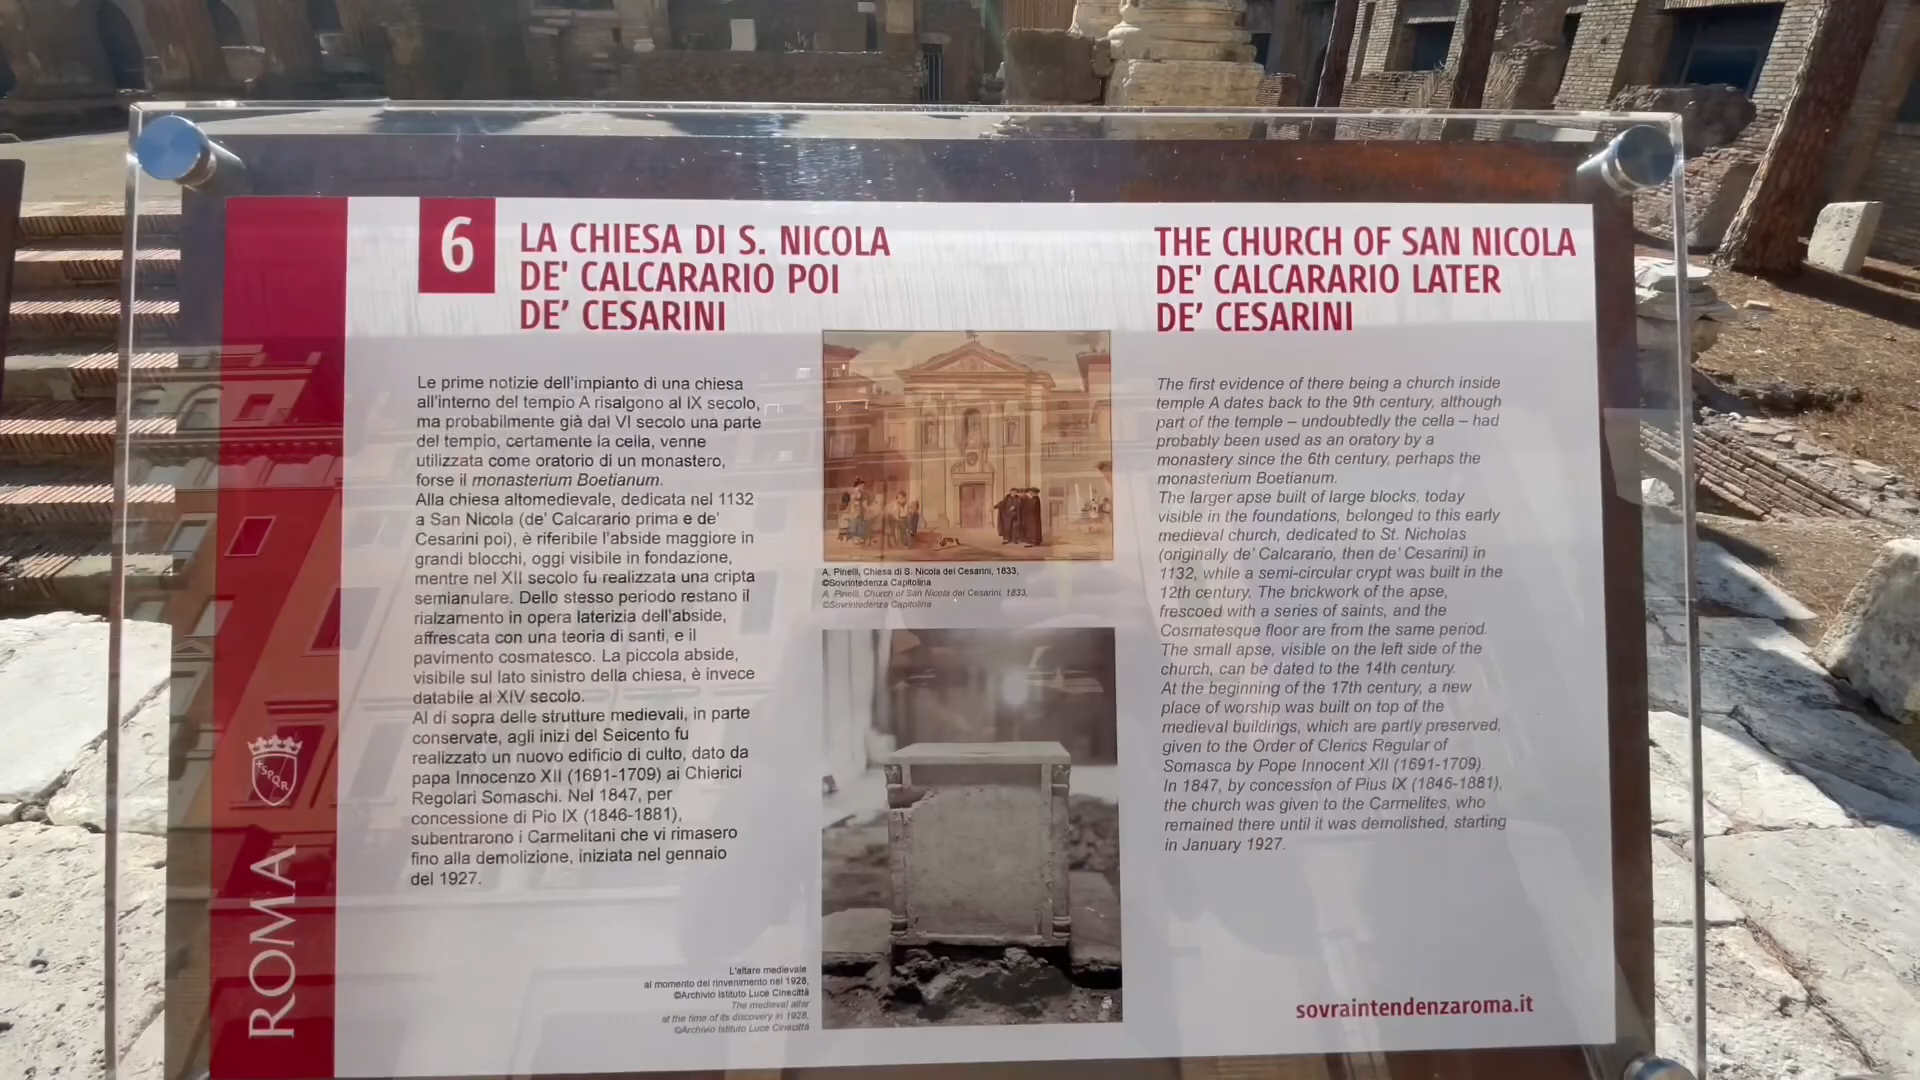 6
LA CHIESA DI S. NICOLA
DE' CALCARARIO POI
DE' CESARINI
Le prime notizie dell'impianto di una chiesa
all'interno del tempio A risalgono al IX secolo,
ma probabilmente già dal VI secolo una parte
del tempio, certamente la cella, venne
utilizzata come oratorio di un monastero,
forse il monasterium Boetianum.
Alla chiesa altomedievale, dedicata nel 1132
a San Nicola (de' Calcarario prima e de'
Cesarini poi), è riferibile l'abside maggiore in
grandi blocchi, oggi visibile in fondazione,
mentre nel XII secolo fu realizzata una cripta
semianulare. Dello stesso periodo restano il
rialzamento in opera laterizia dell'abside,
affrescata con una teoria di santi, e il
pavimento cosmatesco. La piccola abside,
visibile sul lato sinistro della chiesa, è invece
databile al XIV secolo.
Al di sopra delle strutture medievali, in parte
conservate, agli inizi del Seicento fu
realizzato un nuovo edificio di culto, dato da
papa Innocenzo XII (1691-1709) ai Chierici
Regolari Somaschi. Nel 1847, per
concessione di Pio IX (1846-1881),
subentrarono i Carmelitani che vi rimasero
fino alla demolizione, iniziata nel gennaio
del 1927.
A. Pinelli, Chiesa di S. Nicola dei Cesarini, 1833,
©Sovrintedenza Capitolina
A. Pinelli, Church of San Nicola dei Cesarini, 1833,
©Sovrintedenza Capitolina
L'altare medievale
al momento del rinvenimento nel 1928,
©Archivio Istituto Luce Cinecittà
The medieval altar
at the time of its discovery in 1928,
©Archivio Istituto Luce Cinecittà
THE CHURCH OF SAN NICOLA
DE' CALCARARIO LATER
DE' CESARINI
The first evidence of there being a church inside
temple A dates back to the 9th century, although
part of the temple – undoubtedly the cella – had
probably been used as an oratory by a
monastery since the 6th century, perhaps the
monasterium Boetianum.
The larger apse built of large blocks, today
visible in the foundations, belonged to this early
medieval church, dedicated to St. Nicholas
(originally de' Calcarario, then de' Cesarini) in
1132, while a semi-circular crypt was built in the
12th century. The brickwork of the apse,
frescoed with a series of saints, and the
Cosmatesque floor are from the same period.
The small apse, visible on the left side of the
church, can be dated to the 14th century.
At the beginning of the 17th century, a new
place of worship was built on top of the
medieval buildings, which are partly preserved,
given to the Order of Clerics Regular of
Somasca by Pope Innocent XII (1691-1709).
In 1847, by concession of Pius IX (1846-1881),
the church was given to the Carmelites, who
remained there until it was demolished, starting
in January 1927.
sovraintendenzaroma.it
SPQR
ROMA